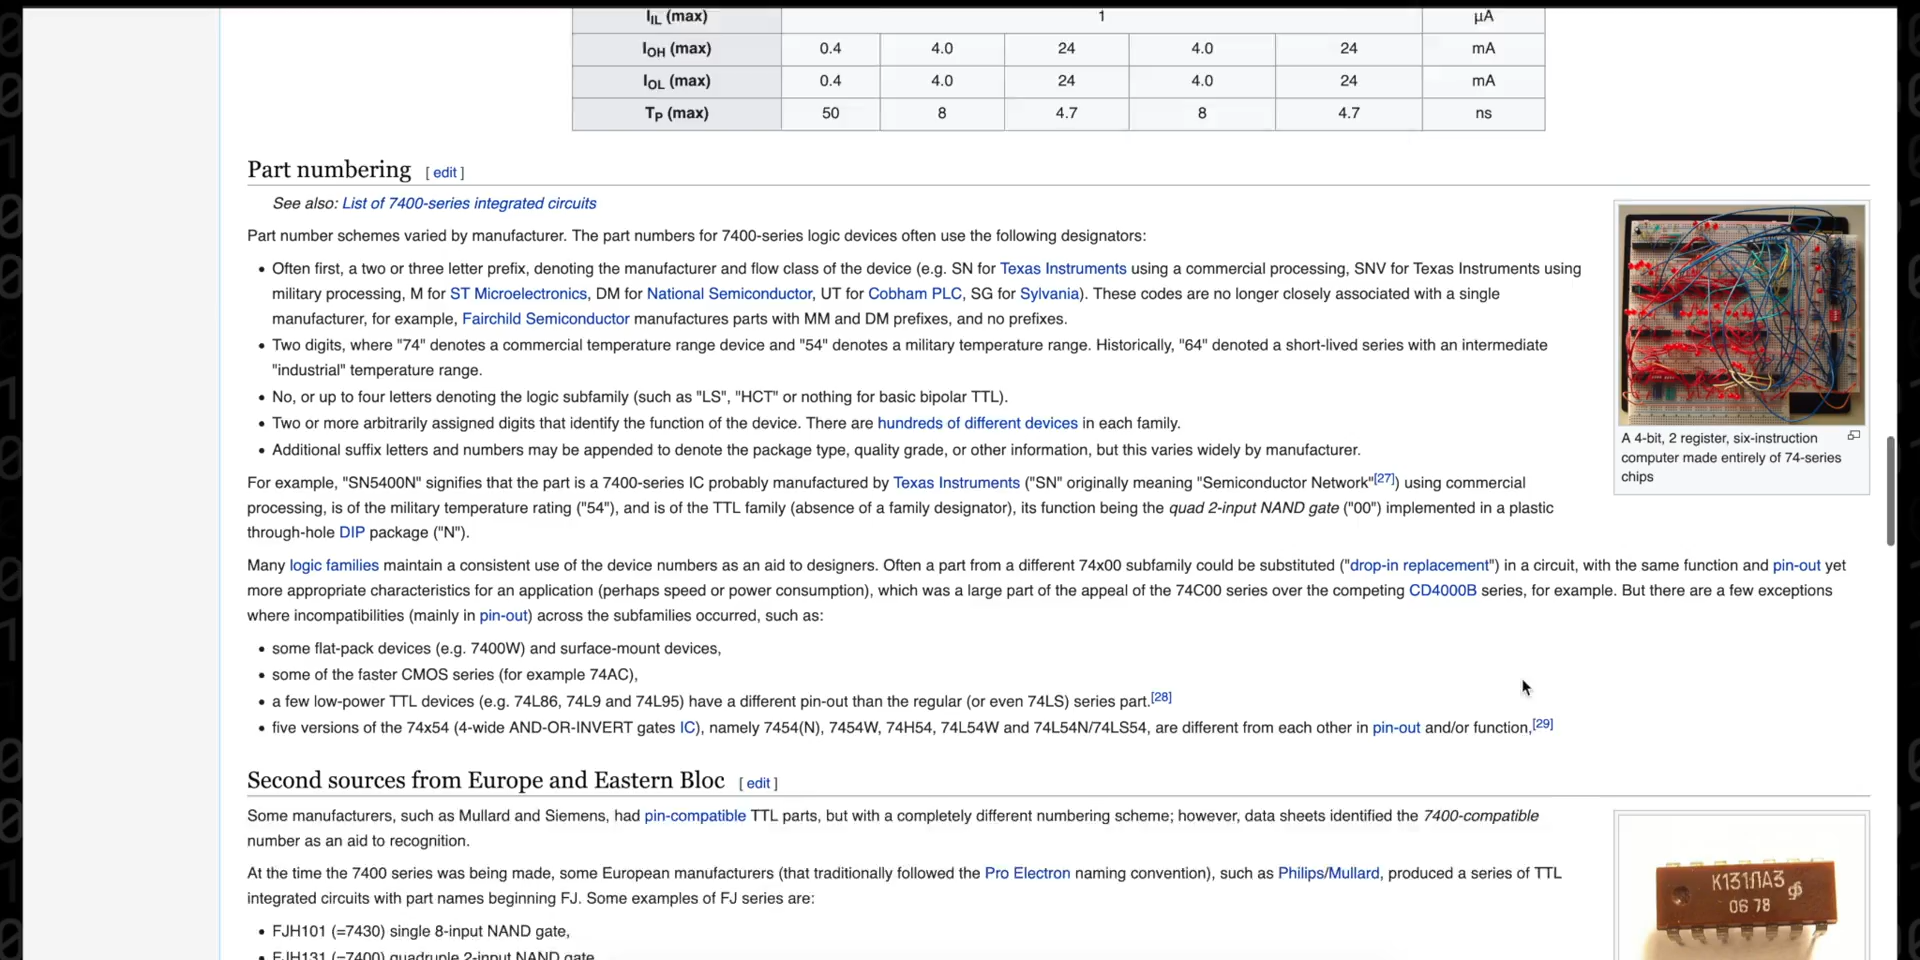 IIL (max) 1 μA
IOH (max) 0.4 4.0 24 4.0 24 mA
IOL (max) 0.4 4.0 24 4.0 24 mA
TP (max) 50 8 4.7 8 4.7 ns
Part numbering [ edit ]
See also: List of 7400-series integrated circuits
Part number schemes varied by manufacturer. The part numbers for 7400-series logic devices often use the following designators:
• Often first, a two or three letter prefix, denoting the manufacturer and flow class of the device (e.g. SN for Texas Instruments using a commercial processing, SNV for Texas Instruments using
military processing, M for ST Microelectronics, DM for National Semiconductor, UT for Cobham PLC, SG for Sylvania). These codes are no longer closely associated with a single
manufacturer, for example, Fairchild Semiconductor manufactures parts with MM and DM prefixes, and no prefixes.
• Two digits, where "74" denotes a commercial temperature range device and "54" denotes a military temperature range. Historically, "64" denoted a short-lived series with an intermediate
"industrial" temperature range.
• No, or up to four letters denoting the logic subfamily (such as "LS", "HCT" or nothing for basic bipolar TTL).
• Two or more arbitrarily assigned digits that identify the function of the device. There are hundreds of different devices in each family.
• Additional suffix letters and numbers may be appended to denote the package type, quality grade, or other information, but this varies widely by manufacturer.
A 4-bit, 2 register, six-instruction
computer made entirely of 74-series
chips
For example, "SN5400N" signifies that the part is a 7400-series IC probably manufactured by Texas Instruments ("SN" originally meaning "Semiconductor Network"[27]) using commercial
processing, is of the military temperature rating ("54"), and is of the TTL family (absence of a family designator), its function being the quad 2-input NAND gate ("00") implemented in a plastic
through-hole DIP package ("N").
Many logic families maintain a consistent use of the device numbers as an aid to designers. Often a part from a different 74x00 subfamily could be substituted ("drop-in replacement") in a circuit, with the same function and pin-out yet
more appropriate characteristics for an application (perhaps speed or power consumption), which was a large part of the appeal of the 74C00 series over the competing CD4000B series, for example. But there are a few exceptions
where incompatibilities (mainly in pin-out) across the subfamilies occurred, such as:
• some flat-pack devices (e.g. 7400W) and surface-mount devices,
• some of the faster CMOS series (for example 74AC),
• a few low-power TTL devices (e.g. 74L86, 74L9 and 74L95) have a different pin-out than the regular (or even 74LS) series part.[28]
• five versions of the 74x54 (4-wide AND-OR-INVERT gates IC), namely 7454(N), 7454W, 74H54, 74L54W and 74L54N/74LS54, are different from each other in pin-out and/or function,[29]
Second sources from Europe and Eastern Bloc [ edit ]
Some manufacturers, such as Mullard and Siemens, had pin-compatible TTL parts, but with a completely different numbering scheme; however, data sheets identified the 7400-compatible
number as an aid to recognition.
At the time the 7400 series was being made, some European manufacturers (that traditionally followed the Pro Electron naming convention), such as Philips/Mullard, produced a series of TTL
integrated circuits with part names beginning FJ. Some examples of FJ series are:
• FJH101 (=7430) single 8-input NAND gate,
• FJH131 (=7400) quadruple 2-input NAND gate
К131ЛА3
06 78